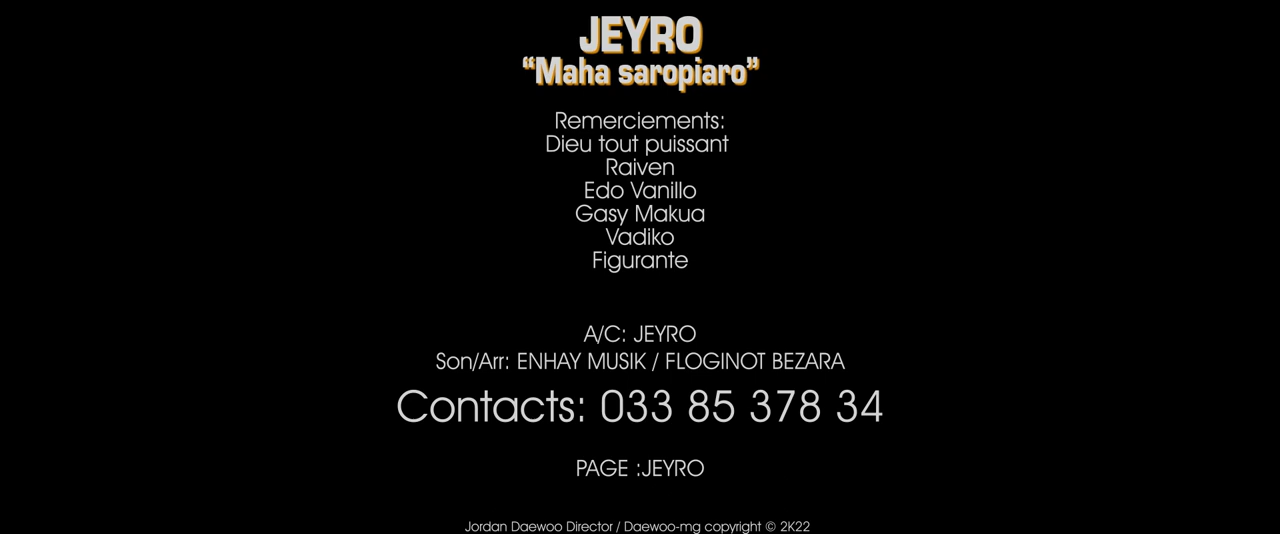 JEYRO
“Maha saropiaro”
Remerciements:
Dieu tout puissant
Raiven
Edo Vanillo
Gasy Makua
Vadiko
Figurante
A/C: JEYRO
Son/Arr: ENHAY MUSIK / FLOGINOT BEZARA
Contacts: 033 85 378 34
PAGE :JEYRO
Jordan Daewoo Director / Daewoo-mg copyright © 2K22